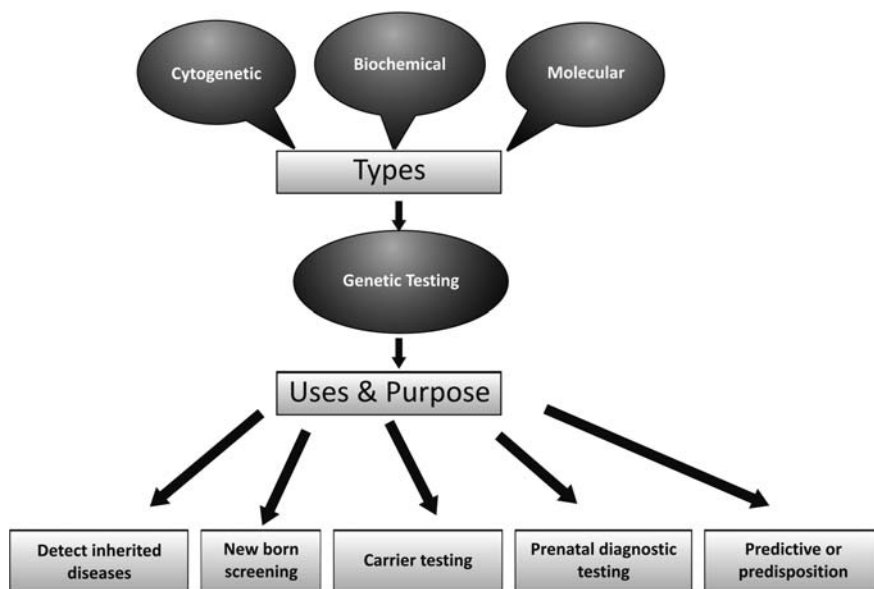 Cytogenetic
Biochemical
Molecular
Types
Genetic Testing
Uses & Purpose
Detect inherited
diseases
New born
screening
Carrier testing
Prenatal diagnostic
testing
Predictive or
predisposition